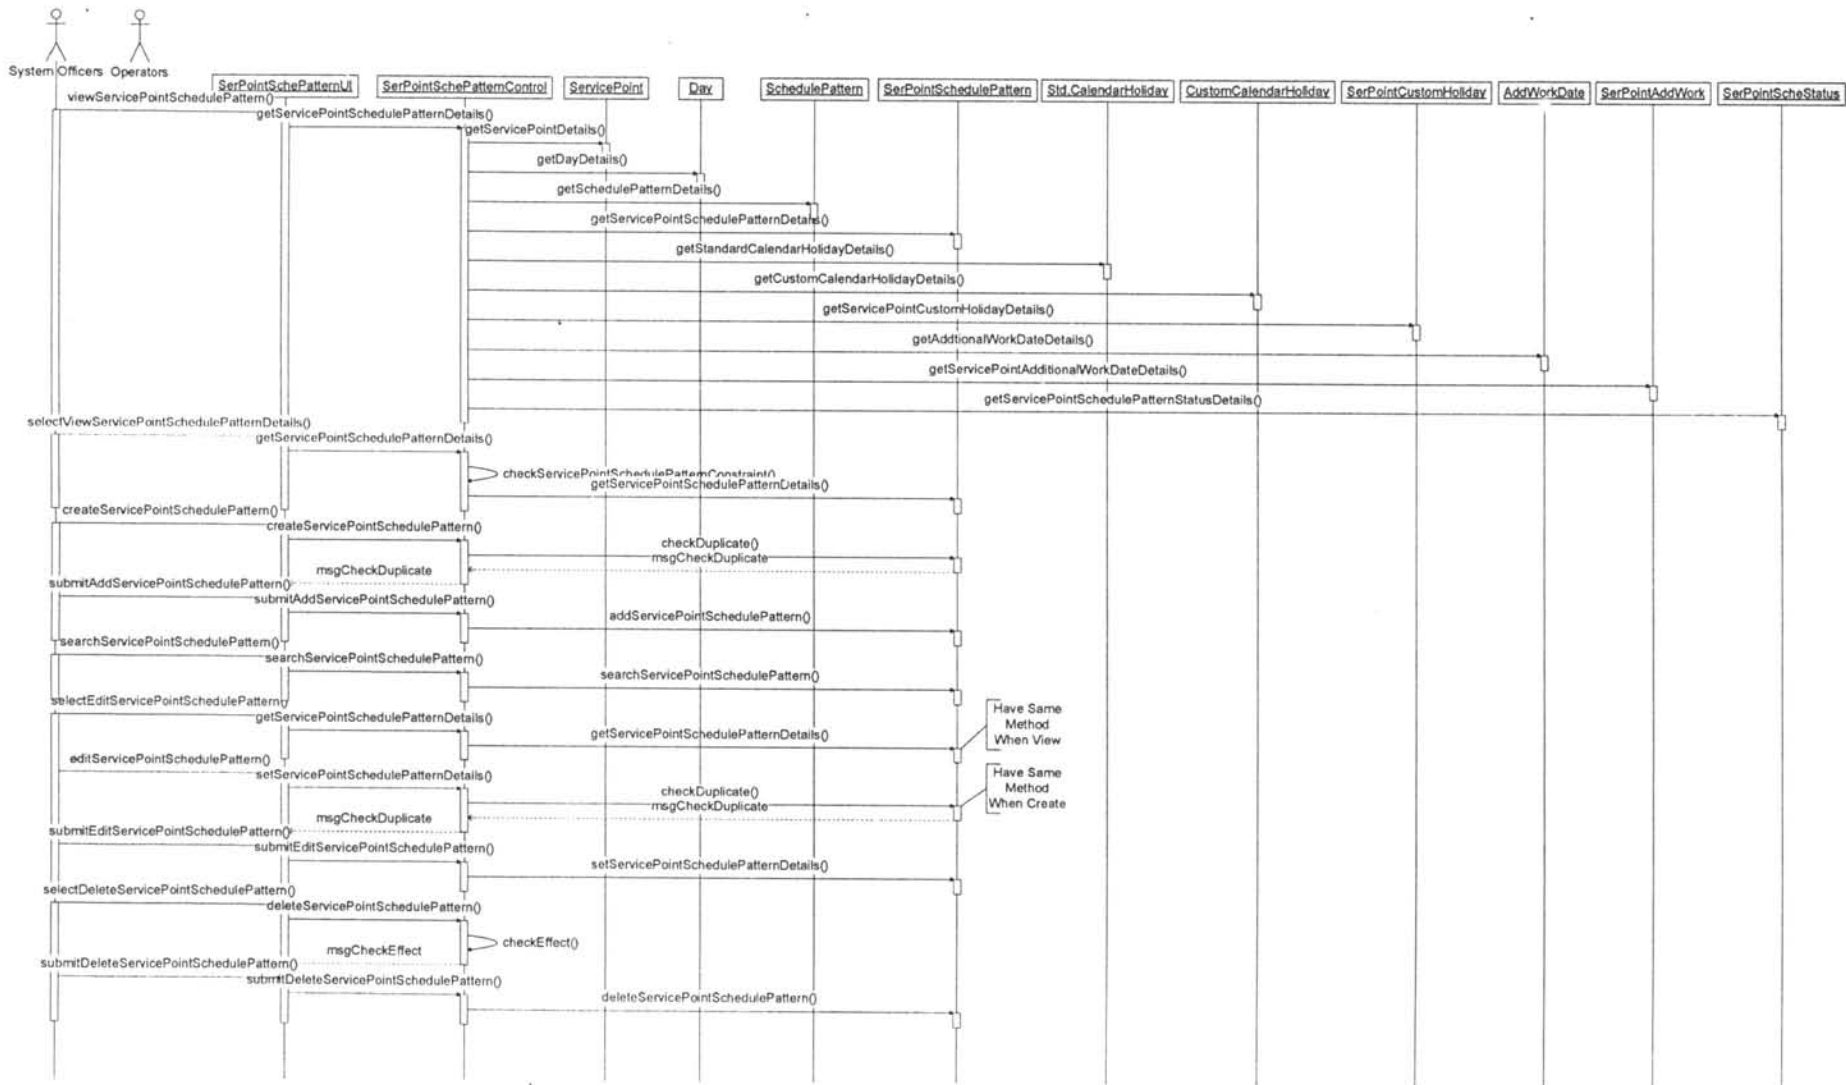 System Officers
Operators
SerPointSchePatternUI
SerPointSchePatternControl
ServicePoint
Day
SchedulePattern
SerPointSchedulePattern
Std.CalendarHoliday
CustomCalendarHoliday
SerPointCustomHoliday
AddWorkDate
SerPointAddWork
SerPointScheStatus
viewServicePointSchedulePattern()
getServicePointSchedulePatternDetails()
getServicePointDetails()
getDayDetails()
getSchedulePatternDetails()
getServicePointSchedulePatternDetails()
getStandardCalendarHolidayDetails()
getCustomCalendarHolidayDetails()
getServicePointCustomHolidayDetails()
getAddtionalWorkDateDetails()
getServicePointAdditionalWorkDateDetails()
getServicePointSchedulePatternStatusDetails()
selectViewServicePointSchedulePatternDetails()
getServicePointSchedulePatternDetails()
checkServicePointSchedulePatternConstraint()
getServicePointSchedulePatternDetails()
createServicePointSchedulePattern()
createServicePointSchedulePattern()
checkDuplicate()
msgCheckDuplicate
msgCheckDuplicate
submitAddServicePointSchedulePattern()
submitAddServicePointSchedulePattern()
addServicePointSchedulePattern()
searchServicePointSchedulePattern()
searchServicePointSchedulePattern()
searchServicePointSchedulePattern()
selectEditServicePointSchedulePattern()
getServicePointSchedulePatternDetails()
getServicePointSchedulePatternDetails()
Have Same
Method
When View
editServicePointSchedulePattern()
setServicePointSchedulePatternDetails()
checkDuplicate()
msgCheckDuplicate
Have Same
Method
When Create
msgCheckDuplicate
submitEditServicePointSchedulePattern()
submitEditServicePointSchedulePattern()
setServicePointSchedulePatternDetails()
selectDeleteServicePointSchedulePattern()
deleteServicePointSchedulePattern()
checkEffect()
msgCheckEffect
submitDeleteServicePointSchedulePattern()
submitDeleteServicePointSchedulePattern()
deleteServicePointSchedulePattern()